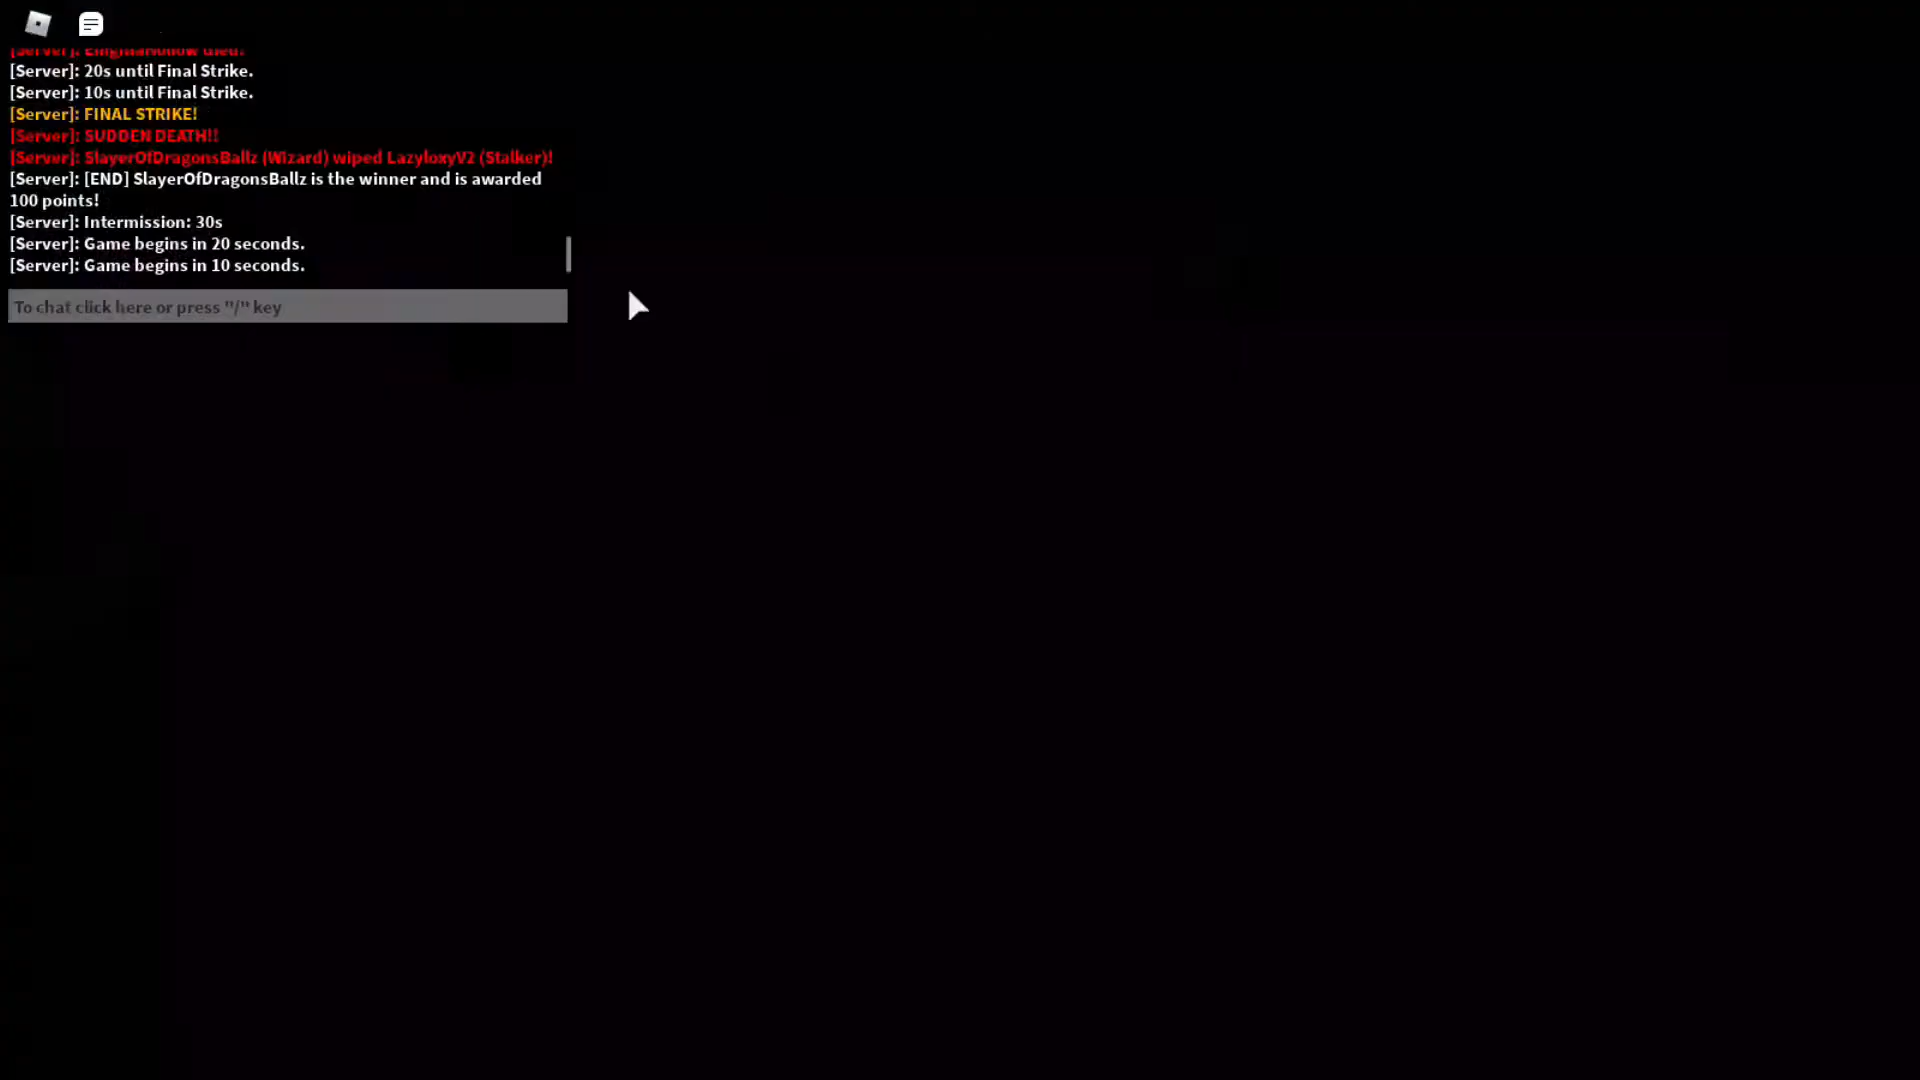 [Server]: died.
[Server]: 20s until Final Strike.
[Server]: 10s until Final Strike.
[Server]: FINAL STRIKE!
[Server]: SUDDEN DEATH!!
[Server]: SlayerOfDragonsBallz (Wizard) wiped LazyloxyV2 (Stalker)!
[Server]: [END] SlayerOfDragonsBallz is the winner and is awarded
100 points!
[Server]: Intermission: 30s
[Server]: Game begins in 20 seconds.
[Server]: Game begins in 10 seconds.
To chat click here or press "/" key